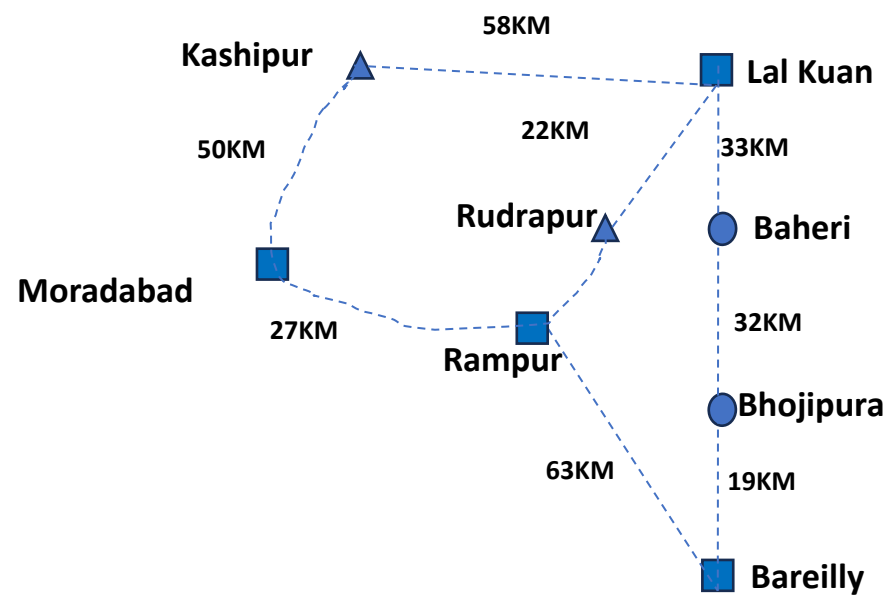 58KM
Kashipur
Lal Kuan
22KM
33KM
50KM
Rudrapur
Baheri
Moradabad
27KM
32KM
Rampur
Bhojipura
63KM
19KM
Bareilly